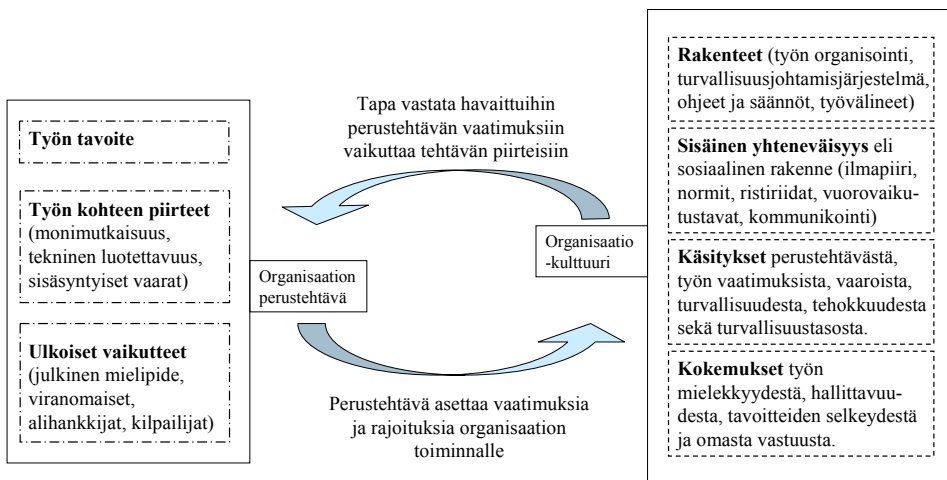 Työn tavoite
Työn kohteen piirteet
(monimutkaisuus,
tekninen luotettavuus,
sisäsyntyiset vaarat)
Ulkoiset vaikutteet
(julkinen mielipide,
viranomaiset,
alihankkijat, kilpailijat)
Organisaation
perustehtävä
Tapa vastata havaittuihin
perustehtävän vaatimuksiin
vaikuttaa tehtävän piirteisiin
Perustehtävä asettaa vaatimuksia
ja rajoituksia organisaation
toiminnalle
Organisaatio
-kulttuuri
Rakenteet (työn organisointi,
turvallisuusjohtamisjärjestelmä,
ohjeet ja säännöt, työvälineet)
Sisäinen yhteneväisyys eli
sosiaalinen rakenne (ilmapiiri,
normit, ristiriidat, vuorovaiku-
tustavat, kommunikointi)
Käsitykset perustehtävästä,
työn vaatimuksista, vaaroista,
turvallisuudesta, tehokkuudesta
sekä turvallisuustasosta.
Kokemukset työn
mielekkyydestä, hallittavuu-
desta, tavoitteiden selkeydestä
ja omasta vastuusta.